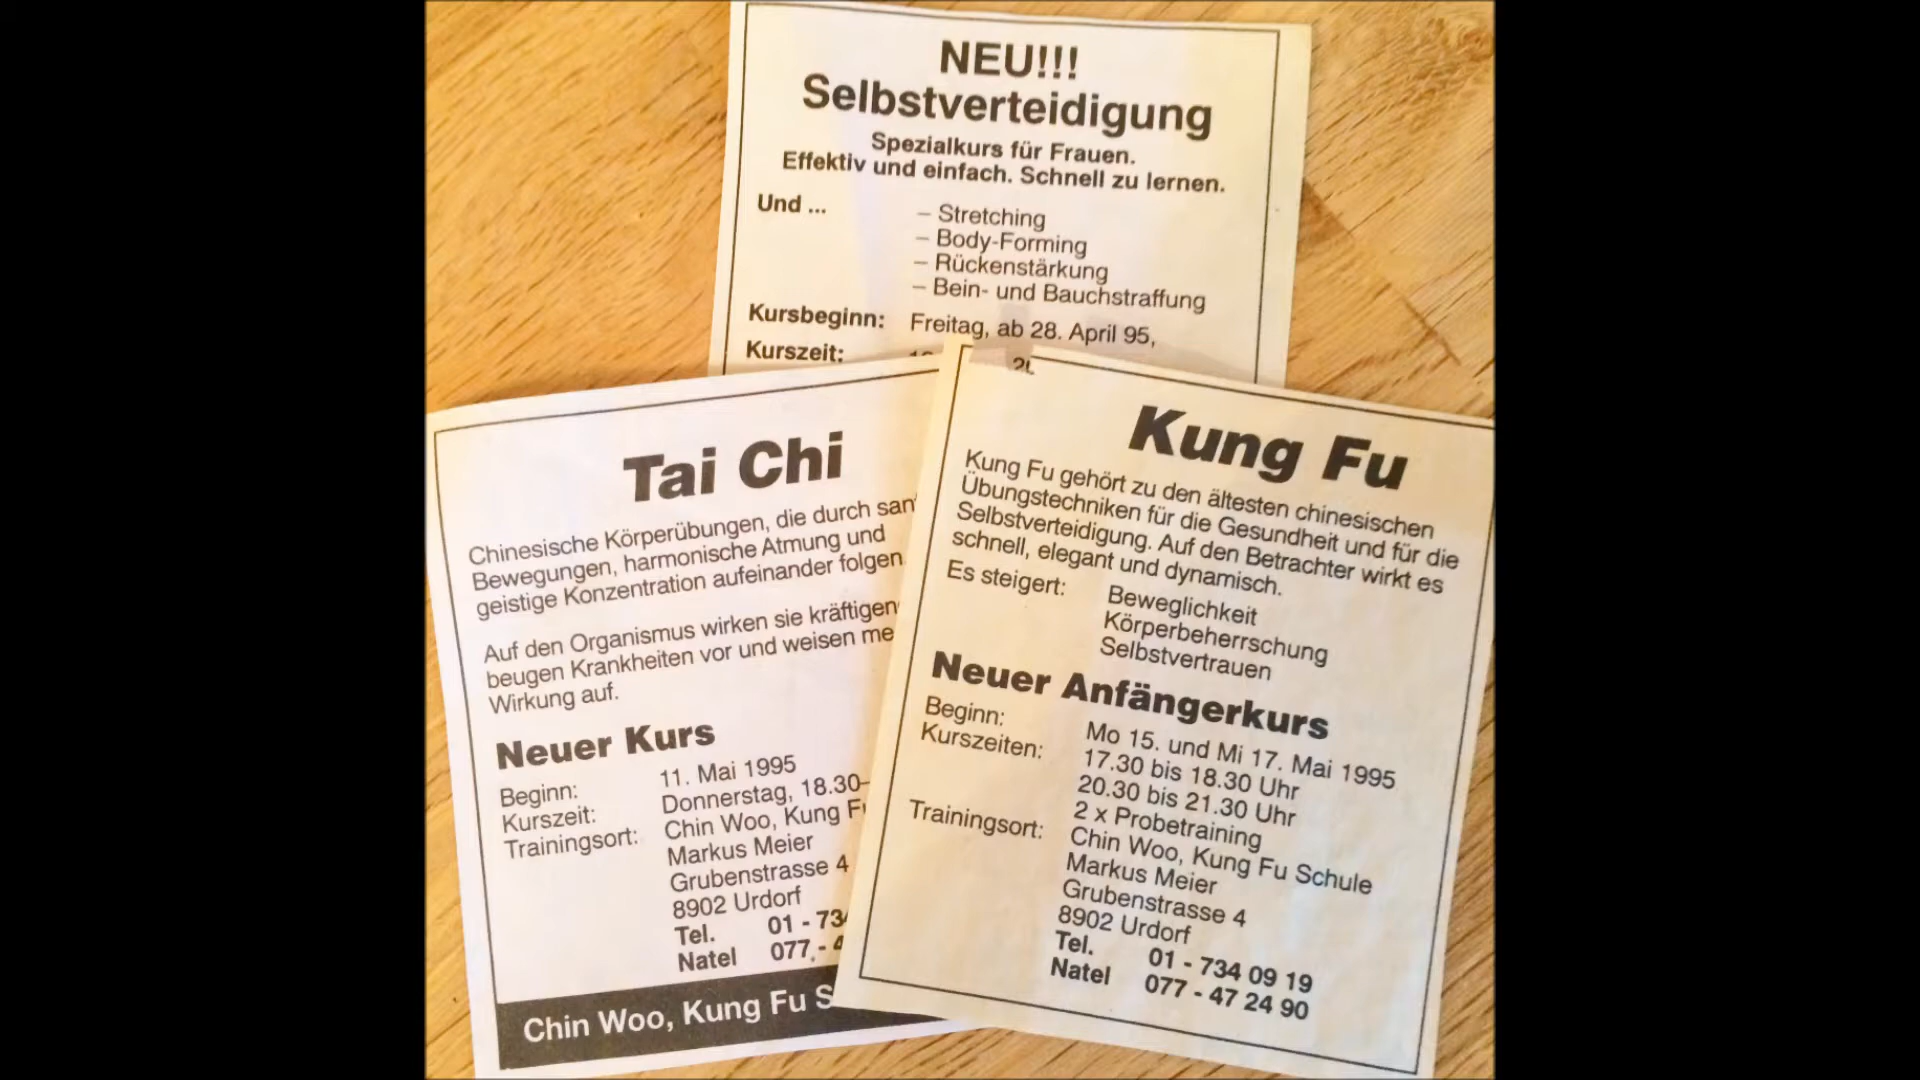 NEU!!!
Selbstverteidigung
Spezialkurs für Frauen.
Effektiv und einfach. Schnell zu lernen.
Und ... – Stretching
– Body-Forming
– Rückenstärkung
– Bein- und Bauchstraffung
Kursbeginn: Freitag, ab 28. April 95,
Kurszeit:
Tai Chi
Chinesische Körperübungen, die durch
Bewegungen, harmonische Atmung und
geistige Konzentration aufeinander folgen
Auf den Organismus wirken sie
beugen Krankheiten vor und weisen
Wirkung auf.
Neuer Kurs
Beginn: 11. Mai 1995
Kurszeit: Donnerstag, 18.30–
Trainingsort: Chin Woo, Kung
Markus Meier
Grubenstrasse 4
8902 Urdorf
Tel. 01 - 73
Natel 077 -
Chin Woo, Kung Fu
Kung Fu
Kung Fu gehört zu den ältesten chinesischen
Übungstechniken für die Gesundheit und für die
Selbstverteidigung. Auf den Betrachter wirkt es
schnell, elegant und dynamisch.
Es steigert: Beweglichkeit
Körperbeherrschung
Selbstvertrauen
Neuer Anfängerkurs
Beginn: Mo 15. und Mi 17. Mai 1995
Kurszeiten: 17.30 bis 18.30 Uhr
20.30 bis 21.30 Uhr
2 x Probetraining
Trainingsort: Chin Woo, Kung Fu Schule
Markus Meier
Grubenstrasse 4
8902 Urdorf
Tel. 01 - 734 09 19
Natel 077 - 47 24 90